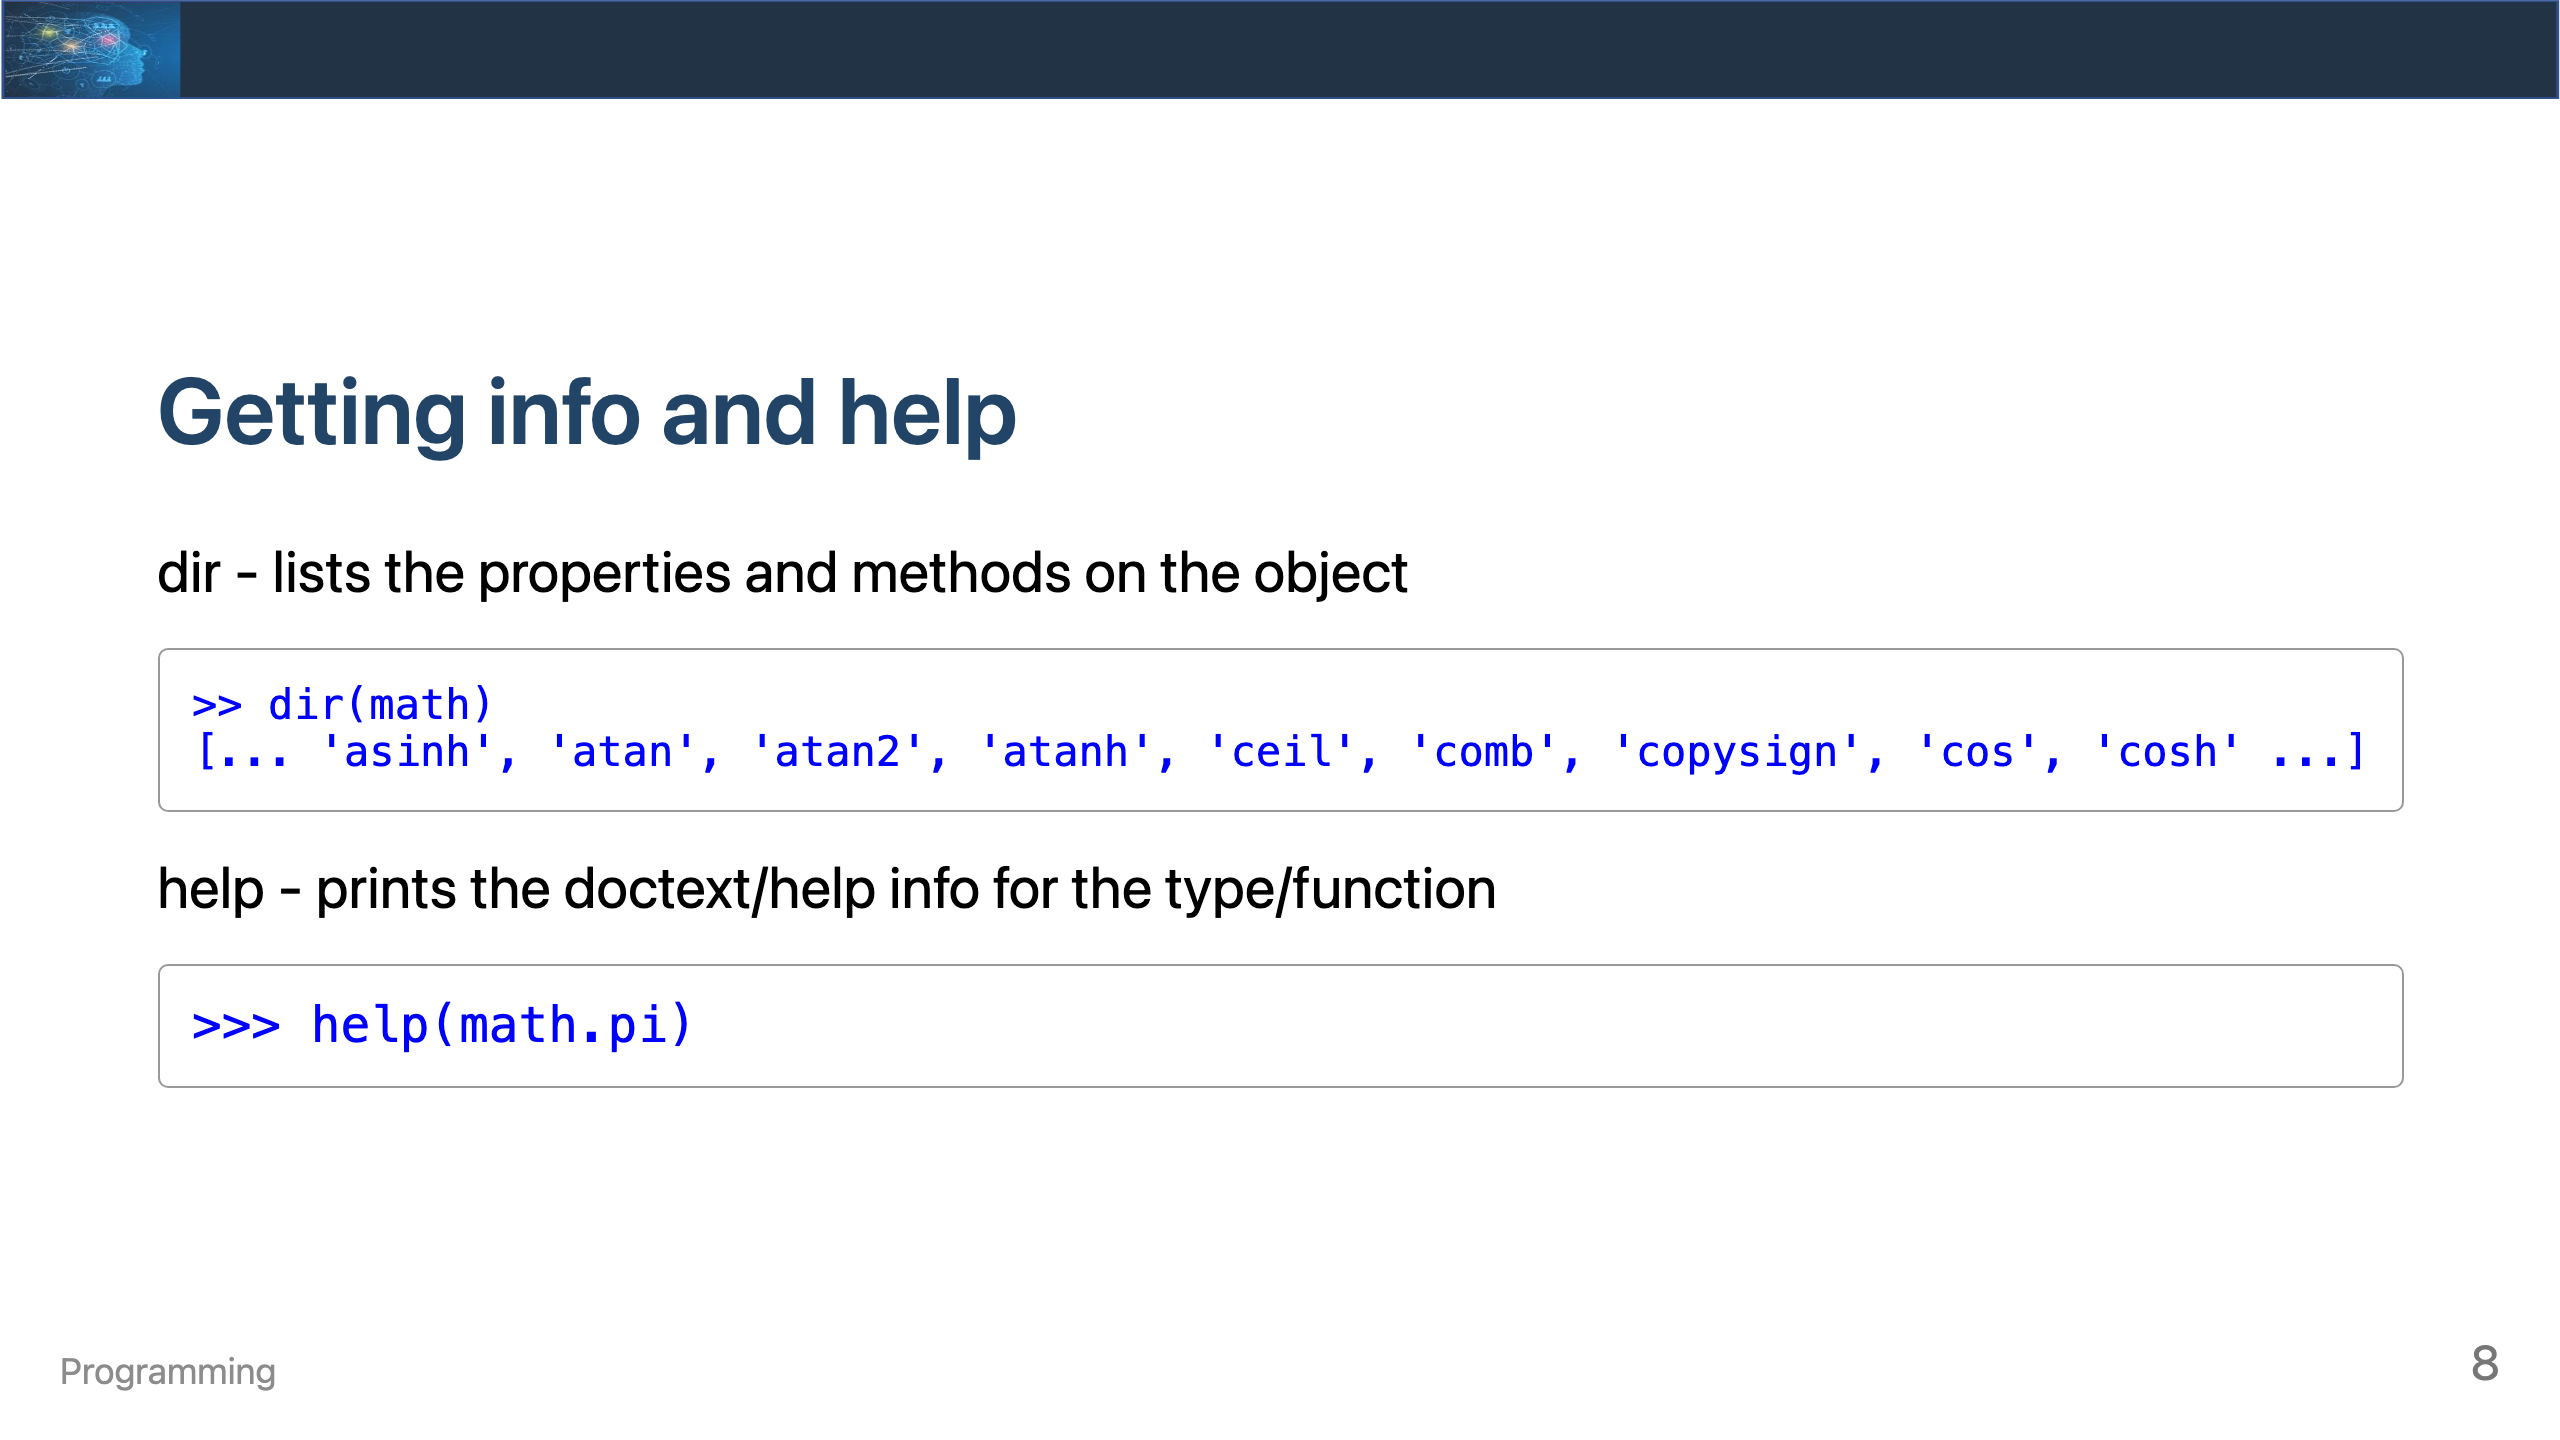 Getting info and help
dir - lists the properties and methods on the object
>> dir(math)
[... 'asinh', 'atan', 'atan2', 'atanh', 'ceil', 'comb', 'copysign', 'cos', 'cosh' ...]
help - prints the doctext/help info for the type/function
>>> help(math.pi)
Programming
8